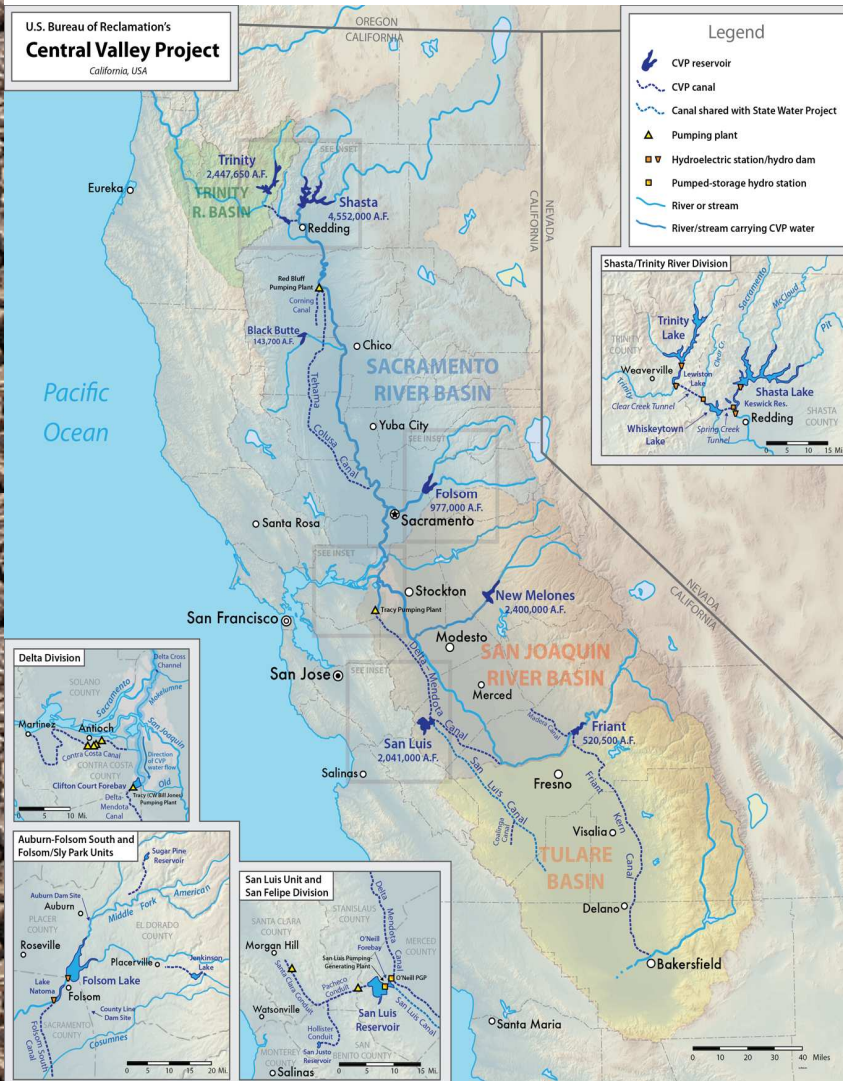 U.S. Bureau of Reclamation's
Central Valley Project
California, USA
OREGON
CALIFORNIA
Legend
CVP reservoir
CVP canal
Canal shared with State Water Project
Pumping plant
Hydroelectric station/hydro dam
Pumped-storage hydro station
River or stream
River/stream carrying CVP water
SEE INSET
Trinity
2,447,650 A.F.
TRINITY
R. BASIN
Eureka
Shasta
4,552,000 A.F.
Redding
NEVADA
CALIFORNIA
Red Bluff
Pumping Plant
Corning
Canal
Black Butte
143,700 A.F.
Chico
SACRAMENTO
RIVER BASIN
Tehama
Colusa
Canal
Yuba City
SEE INSET
Pacific
Ocean
Folsom
977,000 A.F.
Sacramento
Santa Rosa
SEE INSET
Stockton
New Melones
2,400,000 A.F.
Tracy Pumping Plant
San Francisco
Modesto
NEVADA
CALIFORNIA
SAN JOAQUIN
RIVER BASIN
San Jose
SEE INSET
Delta - Mendota
Canal
Merced
Madera Canal
Friant
520,500 A.F.
San Luis
2,041,000 A.F.
San Luis Canal
Salinas
Fresno
Coalinga
Canal
Friant
Kern
Canal
Visalia
TULARE
BASIN
Delano
Bakersfield
Santa Maria
0 10 20 30 40 Miles
Shasta/Trinity River Division
Sacramento
McCloud
Pit
TRINITY
COUNTY
Trinity
Lake
Clear Cr.
Weaverville
Lewiston
Lake
Trinity
Shasta Lake
Keswick Res.
Clear Creek Tunnel
Redding
SHASTA
COUNTY
Whiskeytown
Lake
Spring Creek
Tunnel
0 5 10 15 Mi.
Delta Division
Delta Cross
Channel
SOLANO
COUNTY
Sacramento
Mokelumne
Martinez
Antioch
San Joaquin
Contra Costa Canal
CONTRA COSTA
COUNTY
Direction
of CVP
water flow
Clifton Court Forebay
Old
Tracy (CW Bill Jones)
Pumping Plant
Delta-
Mendota
Canal
0 5 10 Mi.
Auburn-Folsom South and
Folsom/Sly Park Units
Sugar Pine
Reservoir
Auburn Dam Site
Auburn
American
Middle Fork
PLACER
COUNTY
EL DORADO
COUNTY
Roseville
Placerville
Jenkinson
Lake
Folsom Lake
Lake
Natoma
Folsom
County Line
Dam Site
SACRAMENTO
COUNTY
Cosumnes
Folsom South
Canal
0 5 10 20 Mi.
San Luis Unit and
San Felipe Division
Delta
Mendota
Canal
STANISLAUS
COUNTY
SANTA CLARA
COUNTY
MERCED
COUNTY
Morgan Hill
O'Neill
Forebay
San Luis Pumping-
Generating Plant
O'Neill PGP
Santa Clara Conduit
Pacheco
Conduit
San Luis
Reservoir
San Luis Canal
Watsonville
Hollister
Conduit
San Justo
Reservoir
MONTEREY
COUNTY
SAN
BENITO COUNTY
Salinas
0 5 10 15